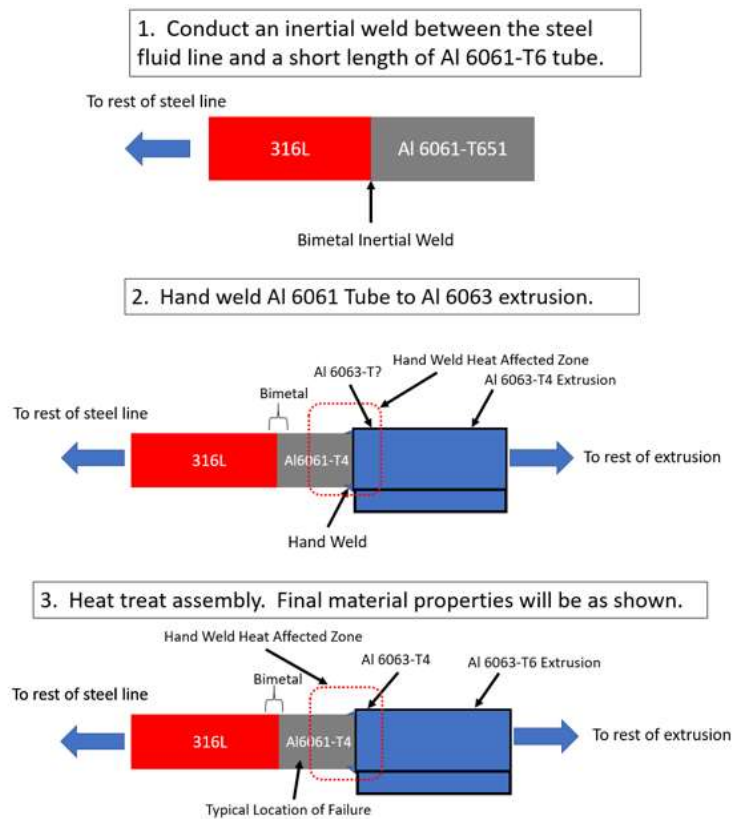 1. Conduct an inertial weld between the steel
fluid line and a short length of Al 6061-T6 tube.
To rest of steel line
316L
Al 6061-T651
Bimetal Inertial Weld
2. Hand weld Al 6061 Tube to Al 6063 extrusion.
Hand Weld Heat Affected Zone
Al 6063-T?
Al 6063-T4 Extrusion
Bimetal
To rest of steel line
316L
Al6061-T4
To rest of extrusion
Hand Weld
3. Heat treat assembly. Final material properties will be as shown.
Hand Weld Heat Affected Zone
Al 6063-T4
Al 6063-T6 Extrusion
Bimetal
To rest of steel line
316L
Al6061-T4
To rest of extrusion
Typical Location of Failure